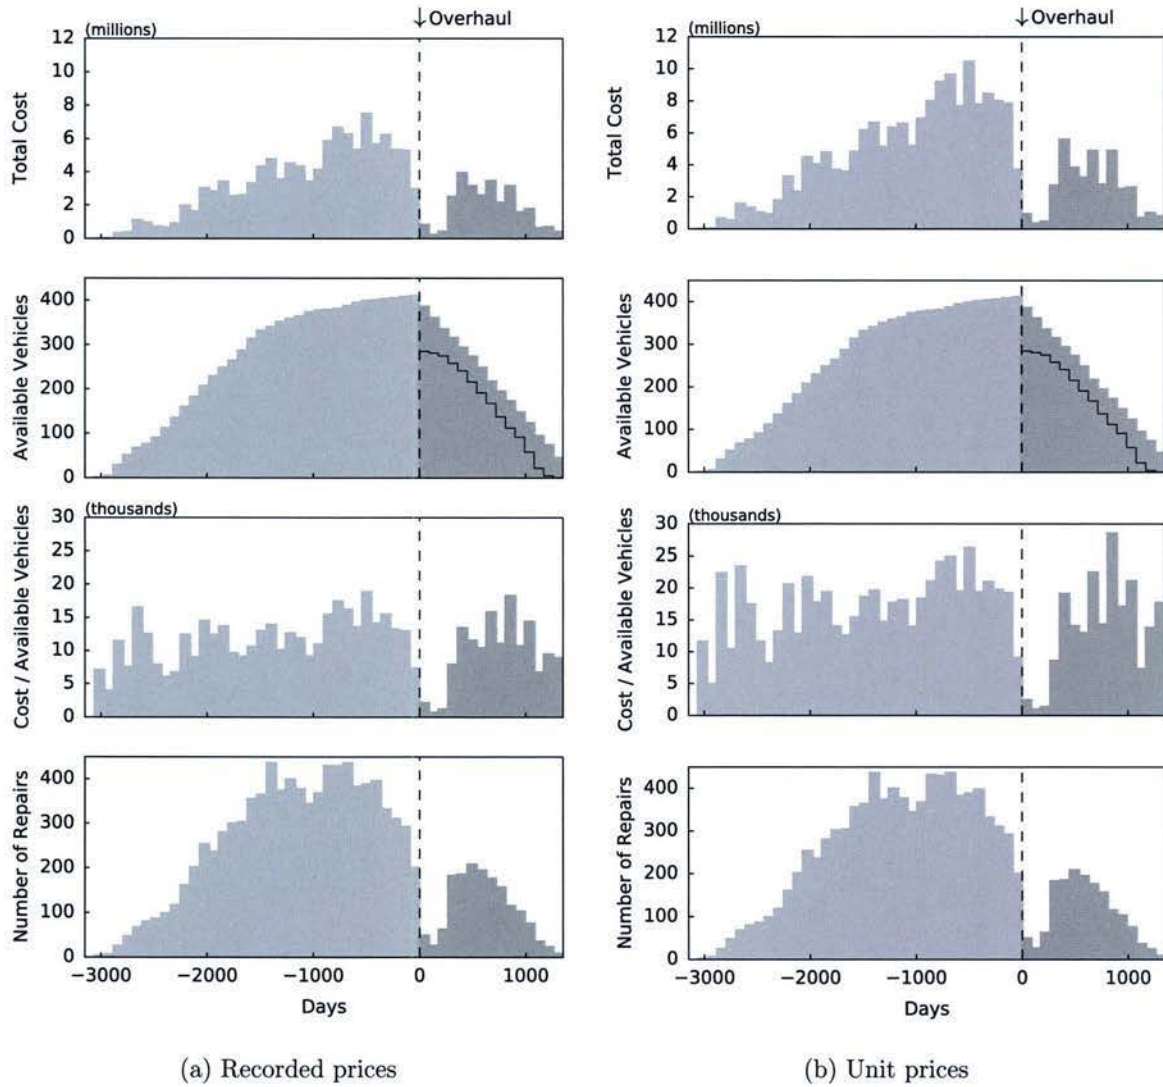 ↓Overhaul
(millions)
12
10
8
6
4
2
0
Total Cost
400
300
200
100
0
Available Vehicles
(thousands)
30
25
20
15
10
5
0
Cost / Available Vehicles
400
300
200
100
0
Number of Repairs
−3000 −2000 −1000 0 1000
Days
(a) Recorded prices
↓Overhaul
(millions)
12
10
8
6
4
2
0
Total Cost
400
300
200
100
0
Available Vehicles
(thousands)
30
25
20
15
10
5
0
Cost / Available Vehicles
400
300
200
100
0
Number of Repairs
−3000 −2000 −1000 0 1000
Days
(b) Unit prices